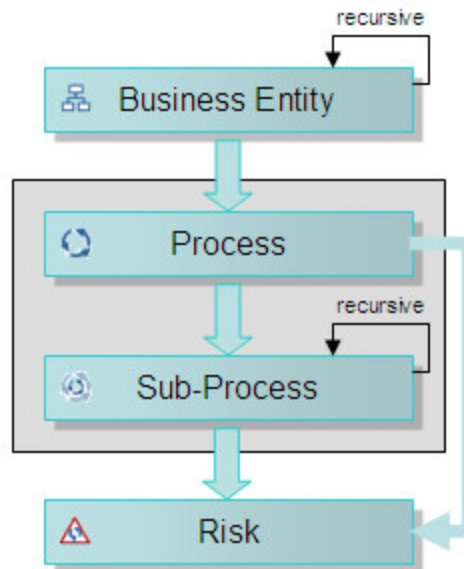 recursive
Business Entity
Process
recursive
Sub-Process
Risk